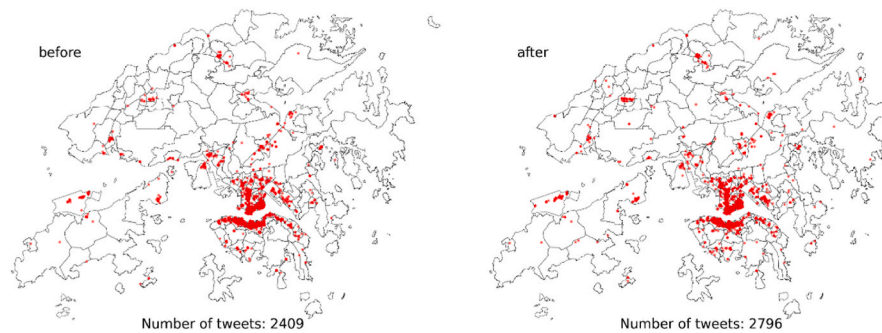 before
after
Number of tweets: 2409
Number of tweets: 2796